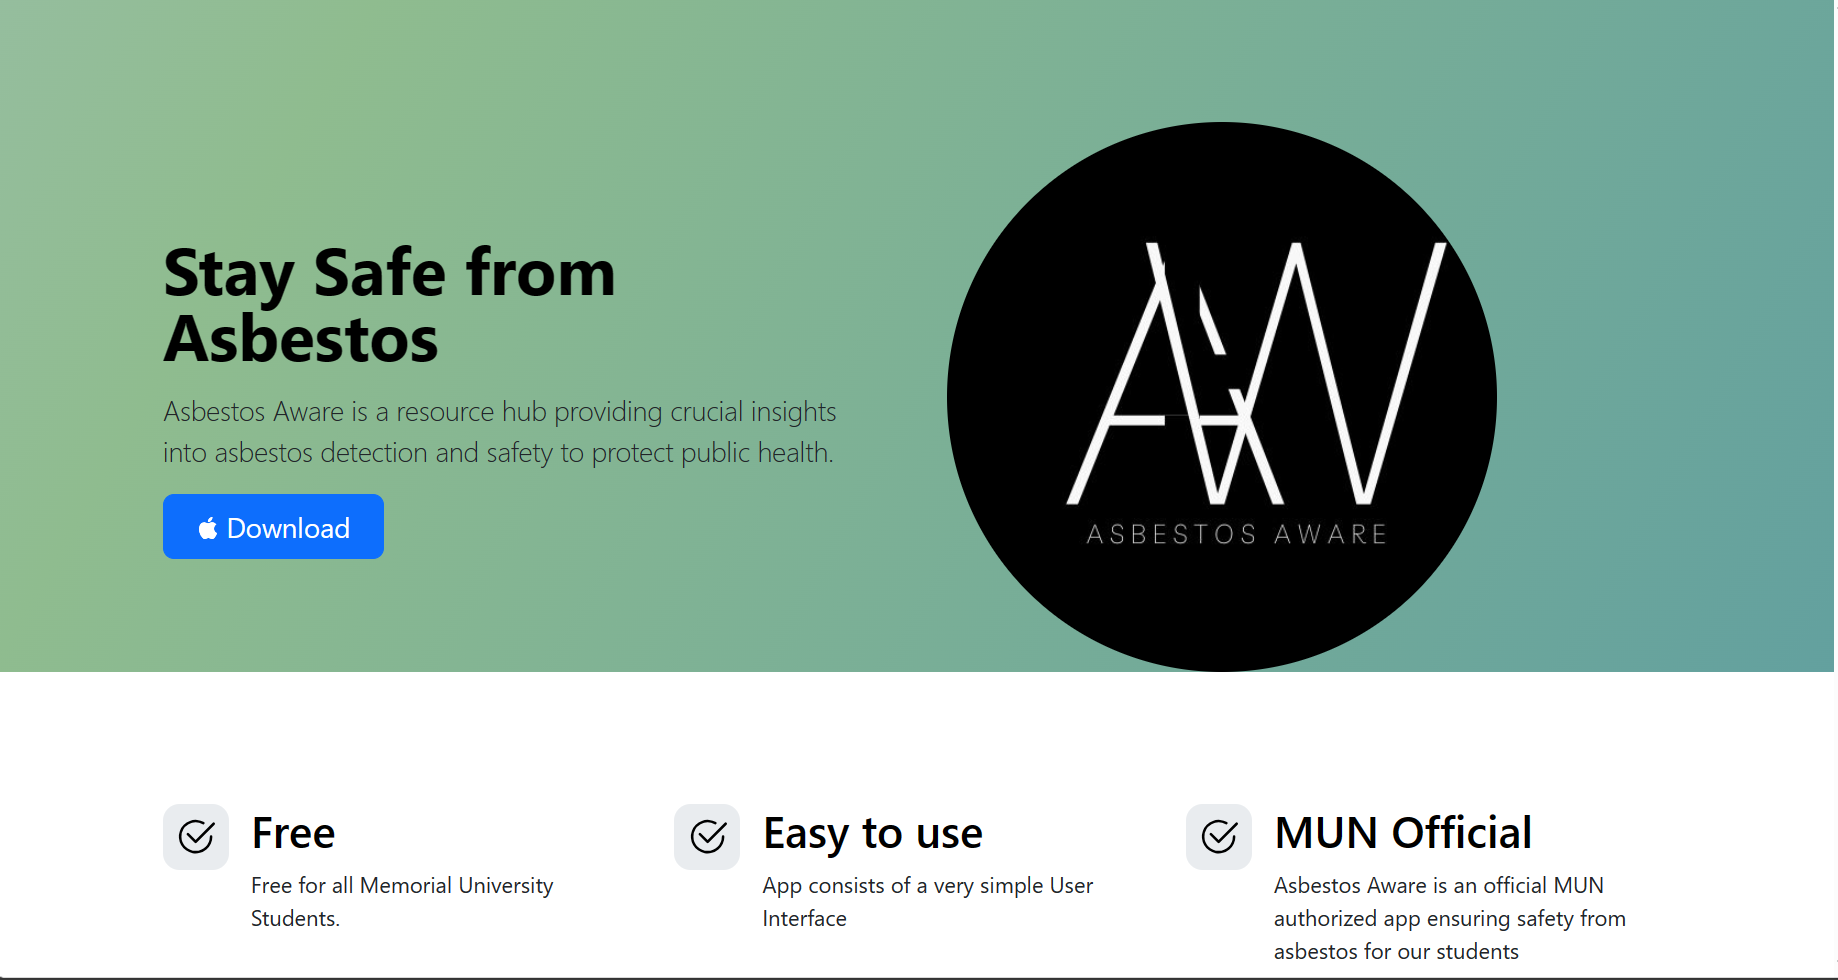 Stay Safe from
Asbestos
Asbestos Aware is a resource hub providing crucial insights
into asbestos detection and safety to protect public health.
Download
AW
ASBESTOS AWARE
Free
Free for all Memorial University
Students.
Easy to use
App consists of a very simple User
Interface
MUN Official
Asbestos Aware is an official MUN
authorized app ensuring safety from
asbestos for our students